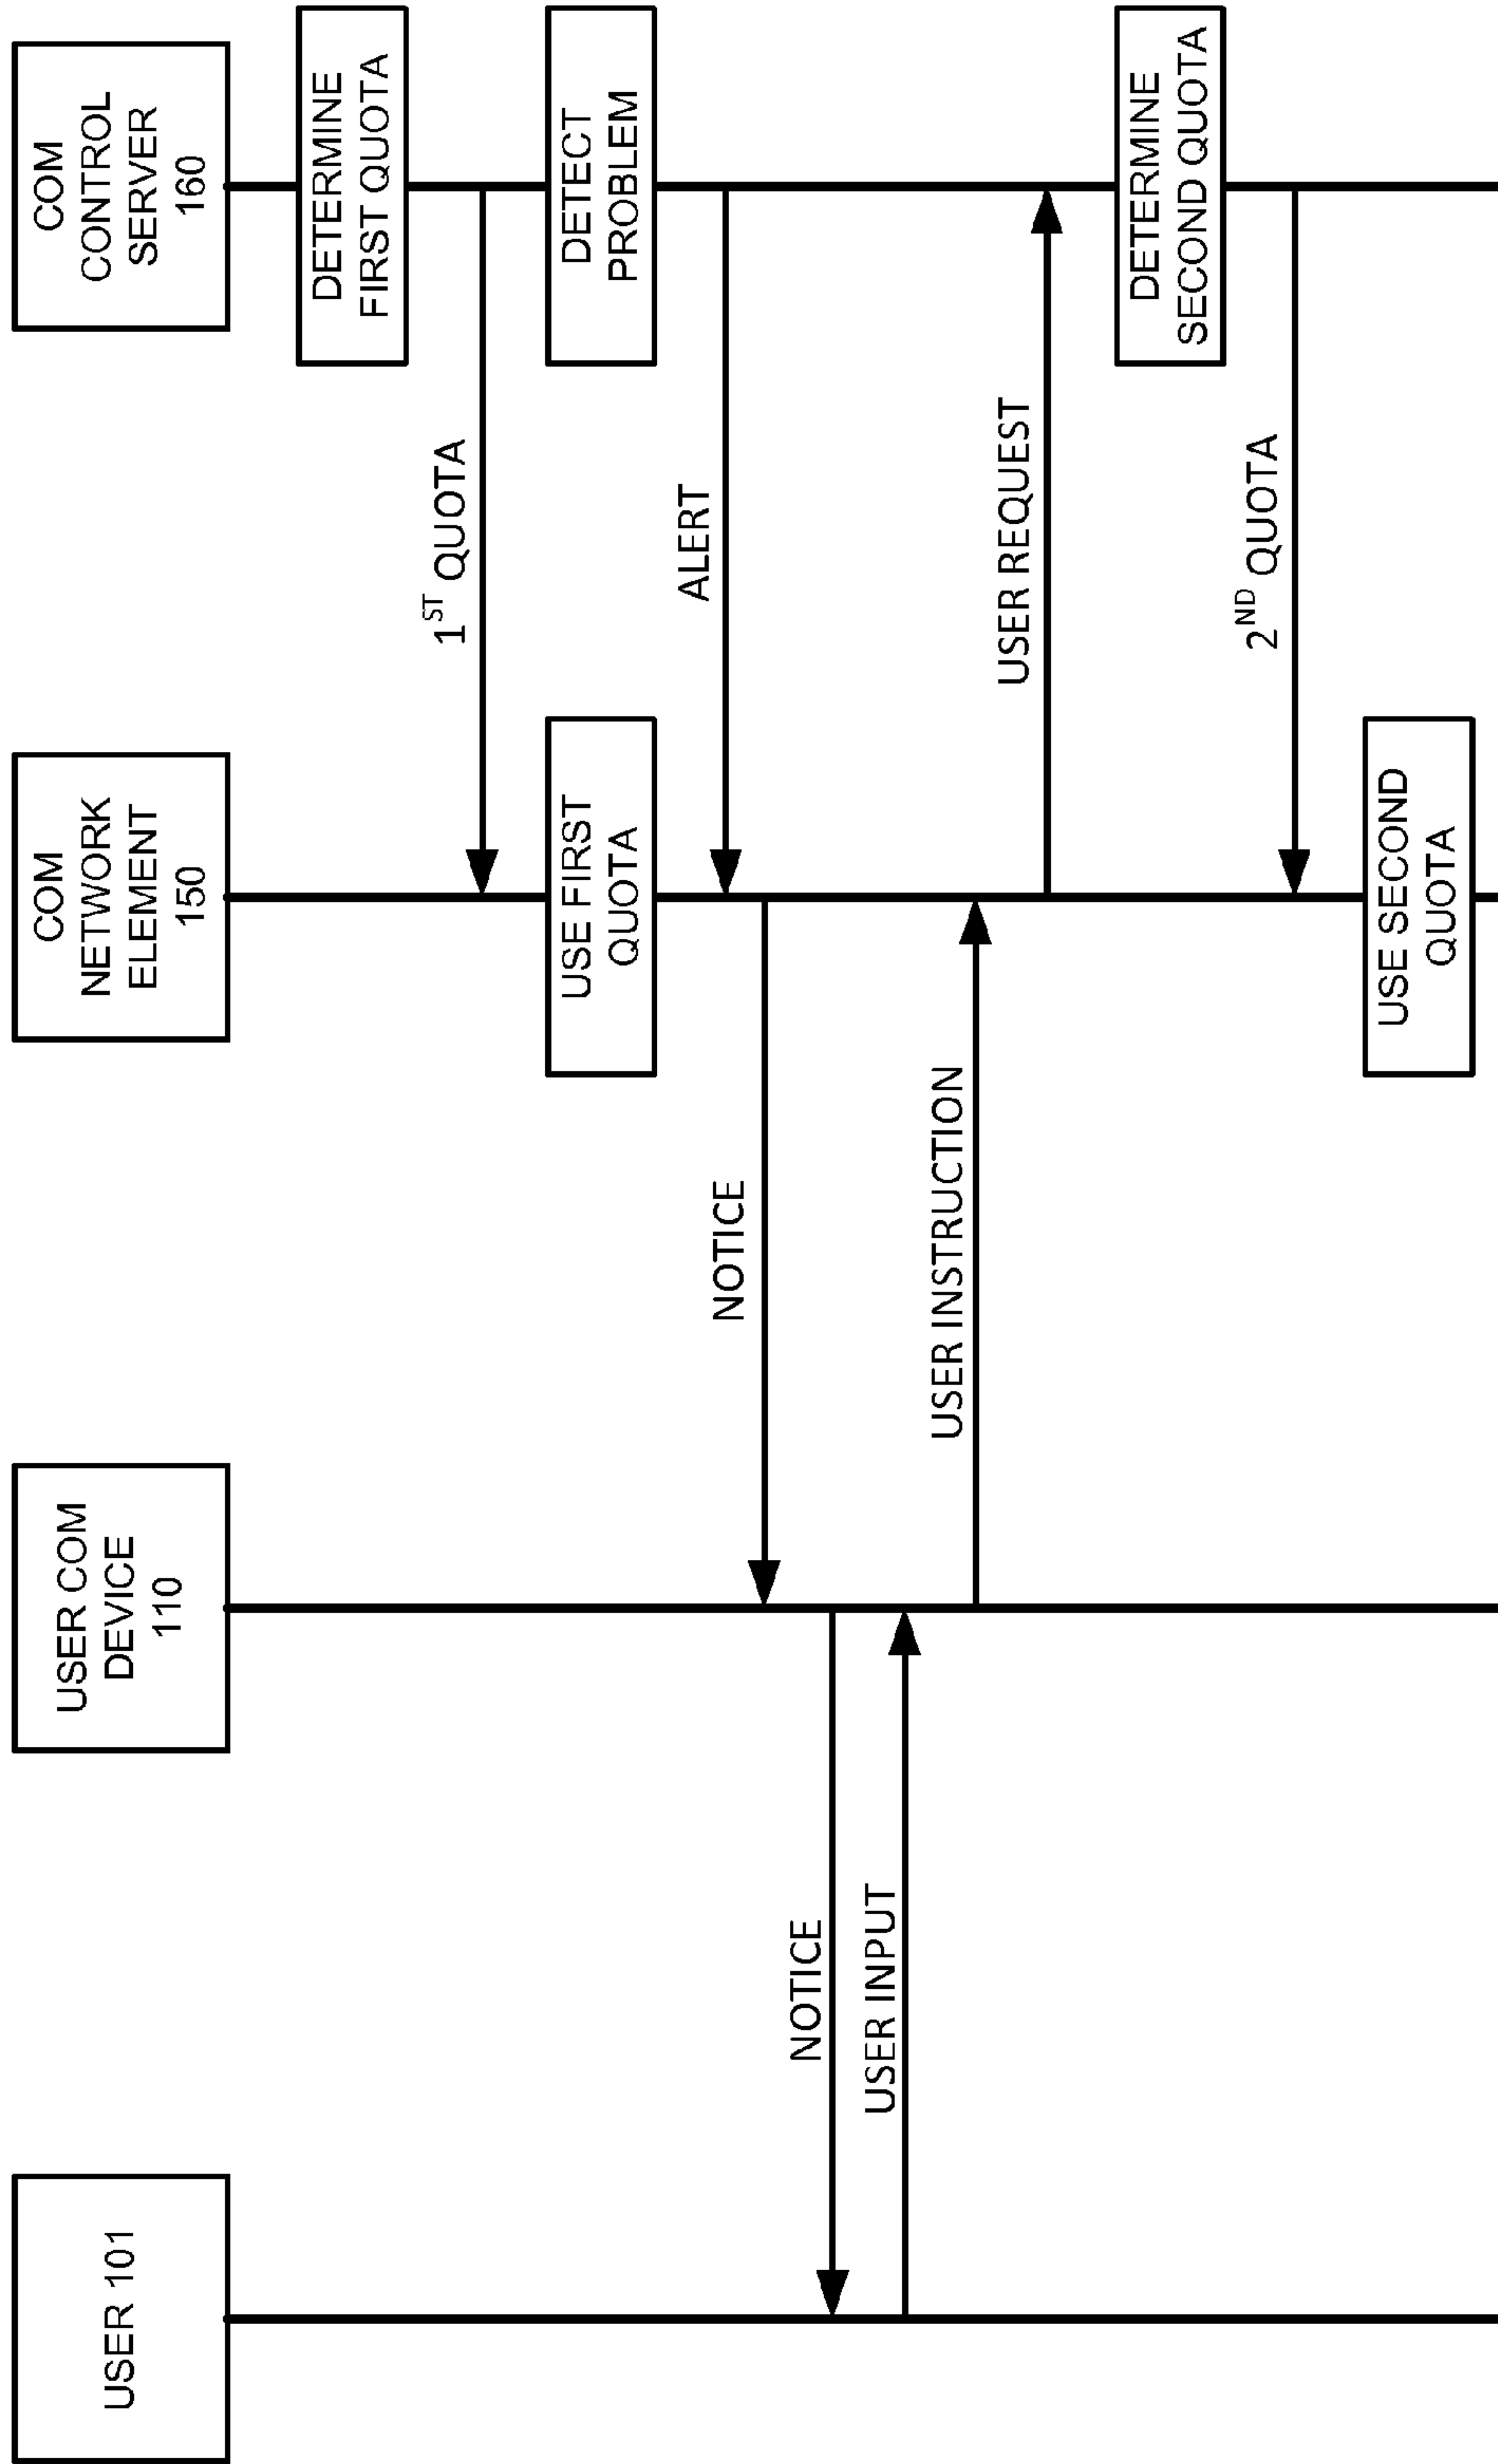 USER 101
USER COM
DEVICE
110
COM
NETWORK
ELEMENT
150
COM
CONTROL
SERVER
160
DETERMINE
FIRST QUOTA
1ST QUOTA
USE FIRST
QUOTA
DETECT
PROBLEM
ALERT
NOTICE
NOTICE
USER INPUT
USER INSTRUCTION
USER REQUEST
DETERMINE
SECOND QUOTA
2ND QUOTA
USE SECOND
QUOTA